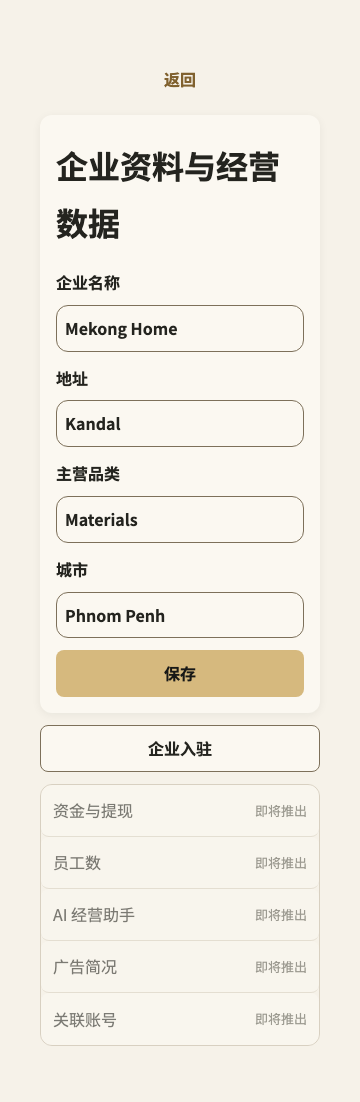 返回
企业资料与经营
数据
企业名称
Mekong Home
地址
Kandal
主营品类
Materials
城市
Phnom Penh
保存
企业入驻
资金与提现 即将推出
员工数 即将推出
AI 经营助手 即将推出
广告简况 即将推出
关联账号 即将推出